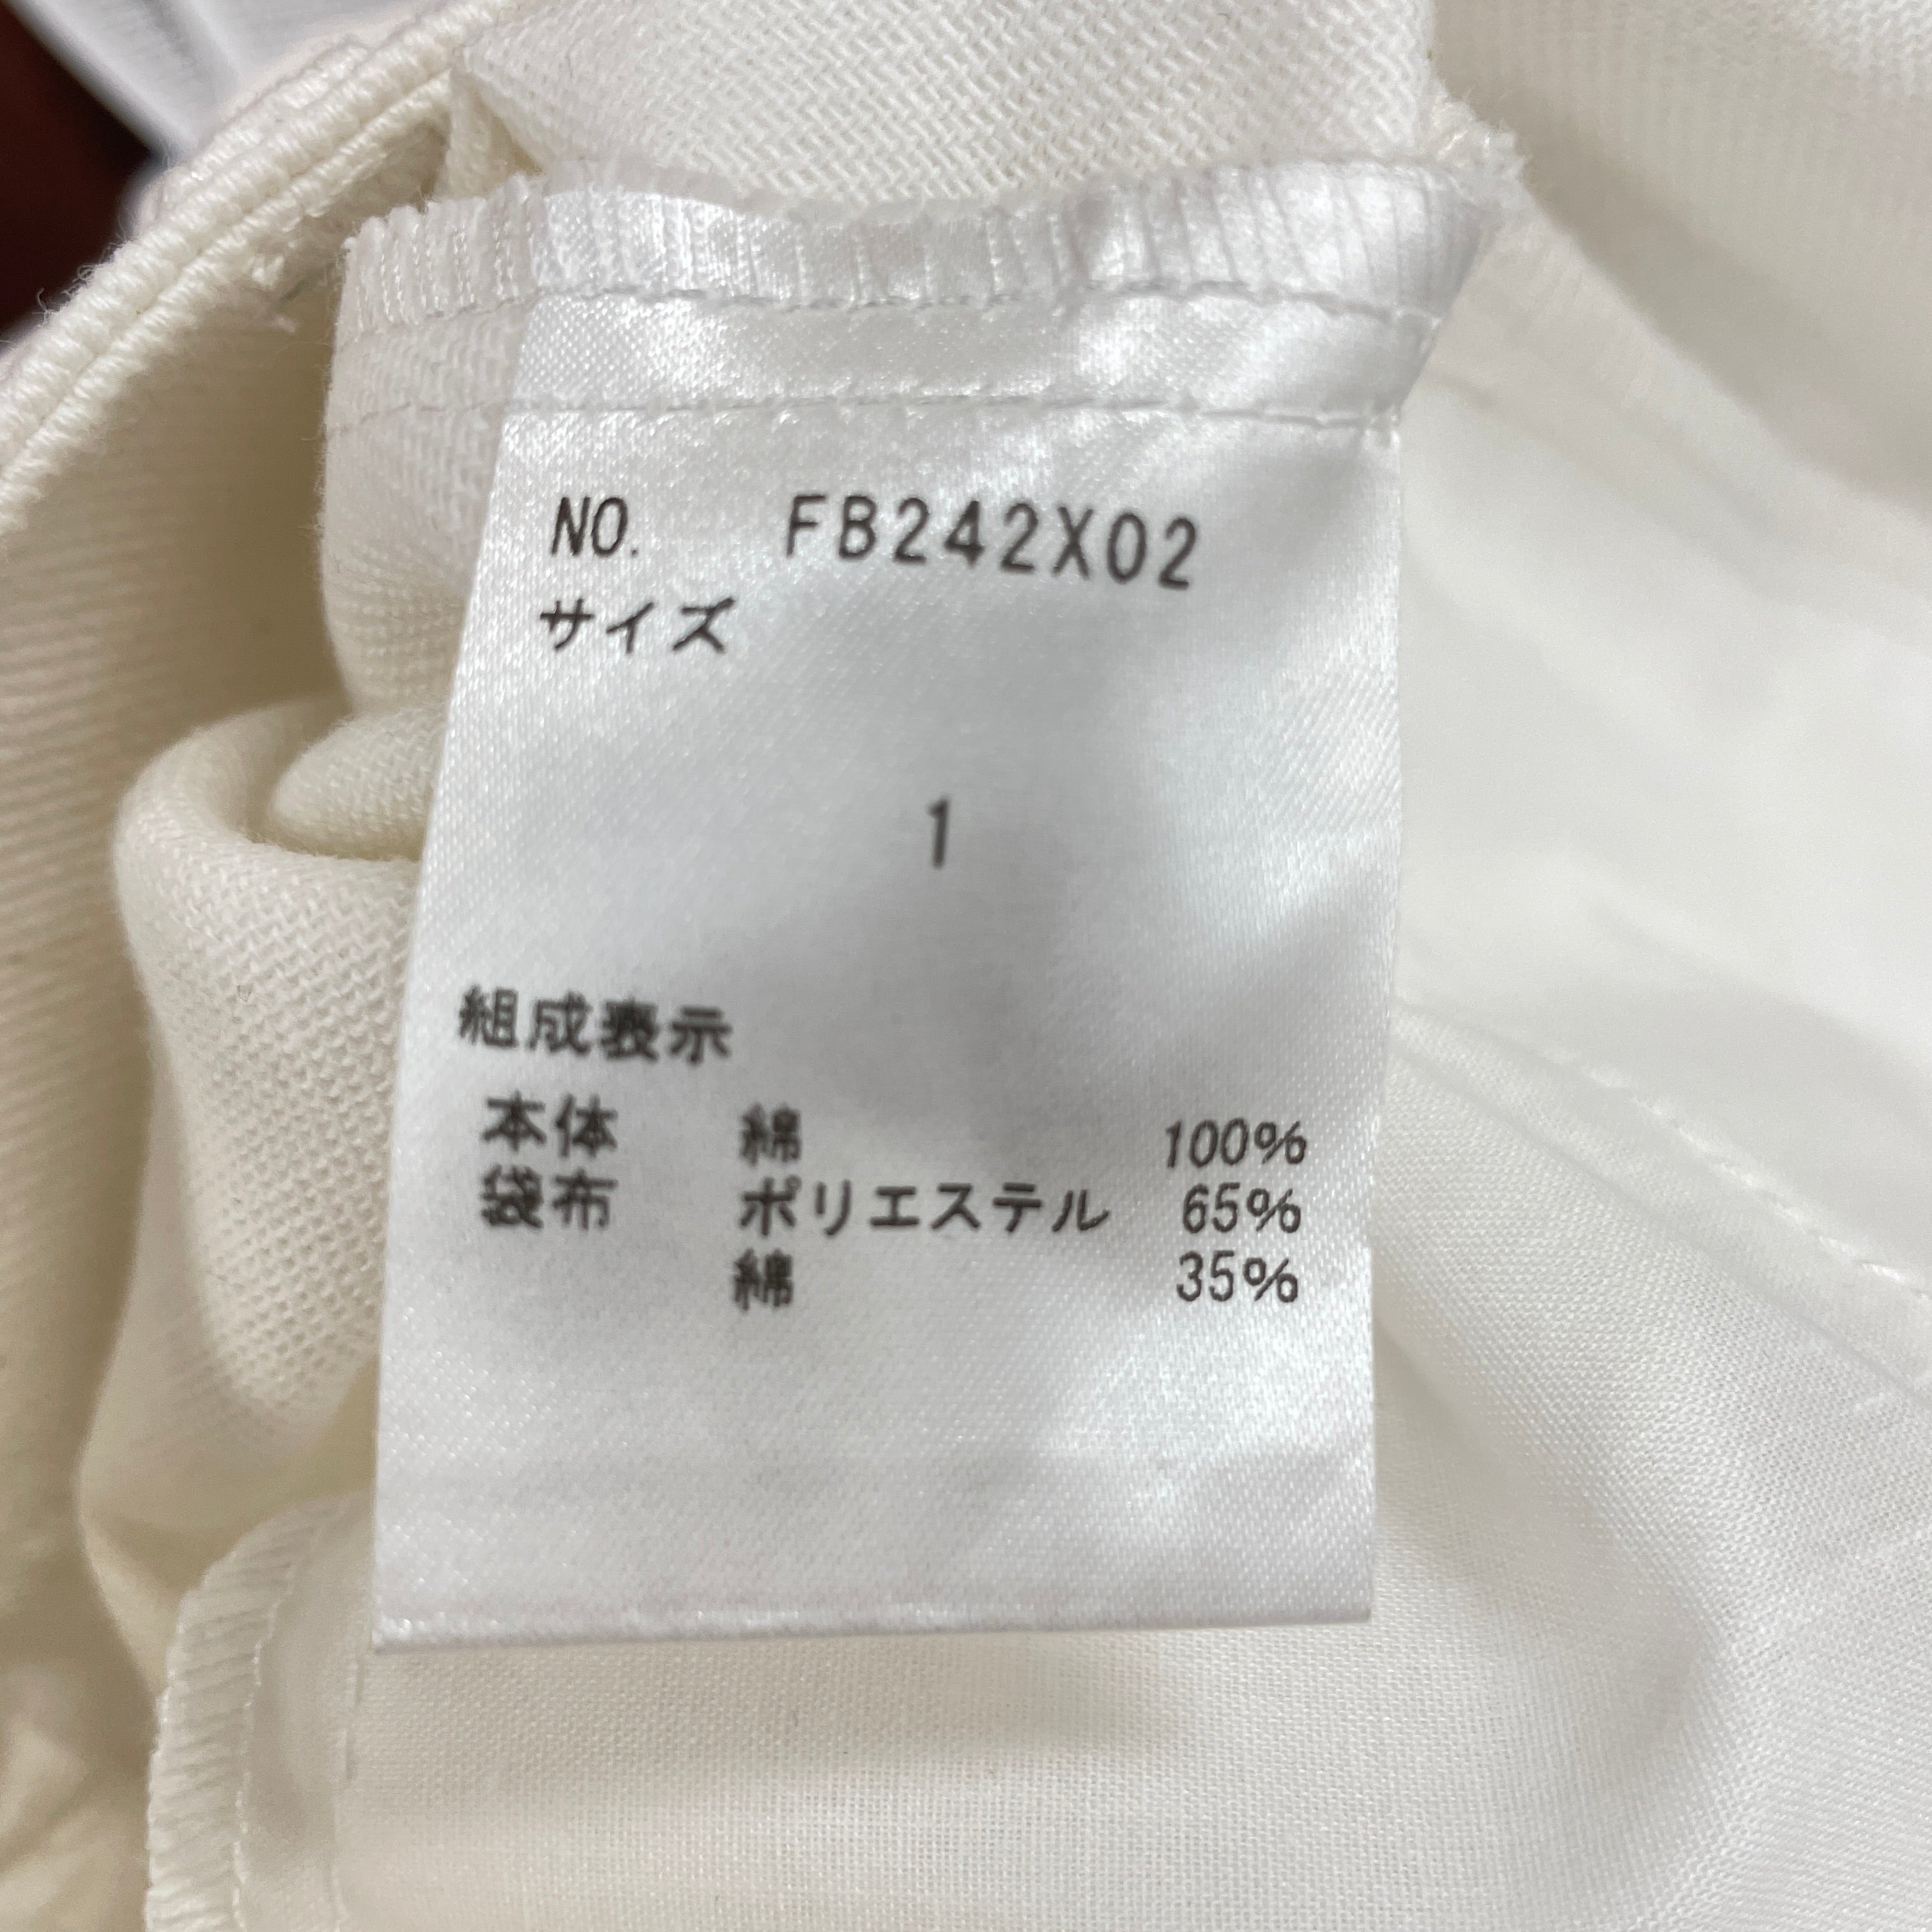 NO. FB242X02
サイズ
1
組成表示
本体 綿 100%
袋布 ポリエステル 65%
綿 35%